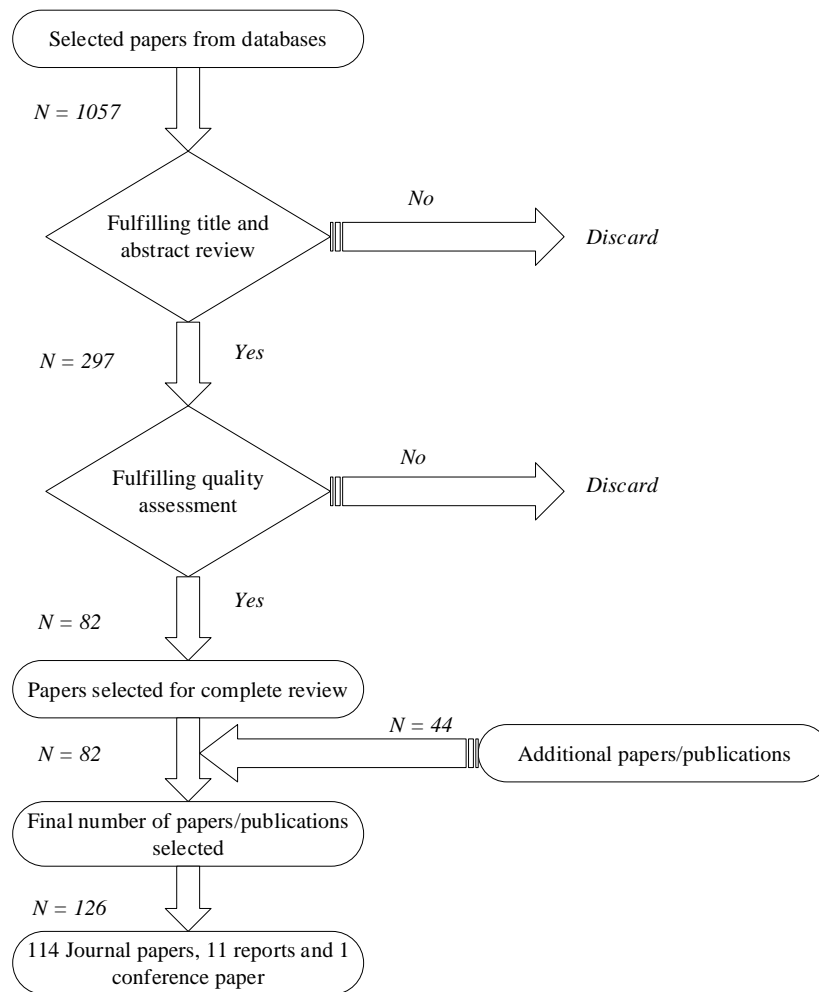 Selected papers from databases
N = 1057
Fulfilling title and
abstract review
No
Discard
N = 297
Yes
Fulfilling quality
assessment
No
Discard
N = 82
Yes
Papers selected for complete review
N = 44
N = 82
Additional papers/publications
Final number of papers/publications
selected
N = 126
114 Journal papers, 11 reports and 1
conference paper